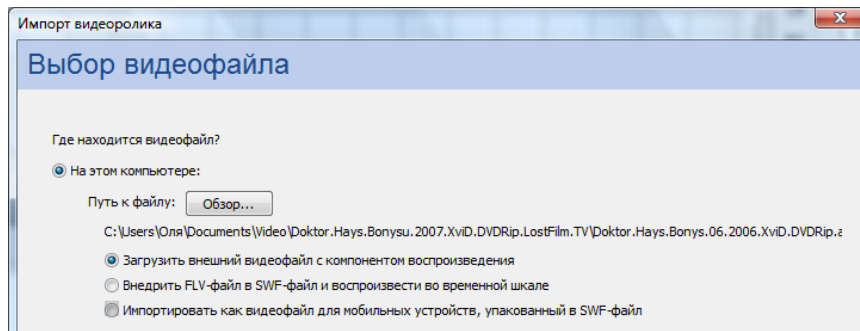 Импорт видеоролика
Выбор видеофайла
Где находится видеофайл?
На этом компьютере:
Путь к файлу: Обзор...
C:\Users\Оля\Documents\Video\Doktor.Hays.Bonysu.2007.XviD.DVDRip.LostFilm.TV\Doktor.Hays.Bonys.06.2006.XviD.DVDRip.a
Загрузить внешний видеофайл с компонентом воспроизведения
Внедрить FLV-файл в SWF-файл и воспроизвести во временной шкале
Импортировать как видеофайл для мобильных устройств, упакованный в SWF-файл